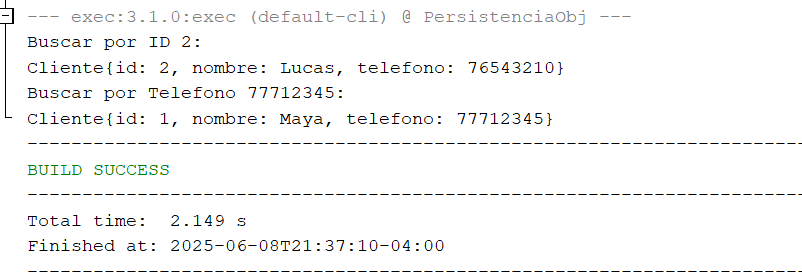 --- exec:3.1.0:exec (default-cli) @ PersistenciaObj ---
Buscar por ID 2:
Cliente{id: 2, nombre: Lucas, telefono: 76543210}
Buscar por Telefono 77712345:
Cliente{id: 1, nombre: Maya, telefono: 77712345}
------------------------------------------------------------------------
BUILD SUCCESS
------------------------------------------------------------------------
Total time:  2.149 s
Finished at: 2025-06-08T21:37:10-04:00
------------------------------------------------------------------------